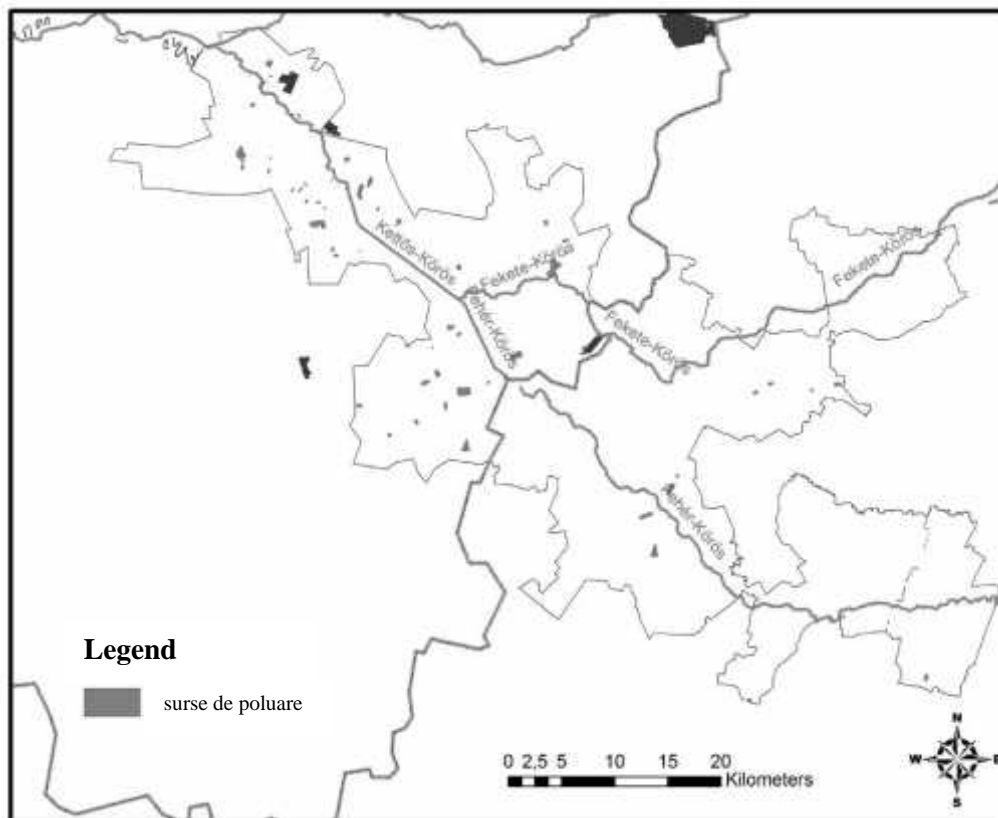 Kettős-Körös
Fekete-Körös
Fehér-Körös
Fekete-Körös
Fekete-Körös
Fehér-Körös
Legend
surse de poluare
0 2,5 5 10 15 20
Kilometers
N
W E
S